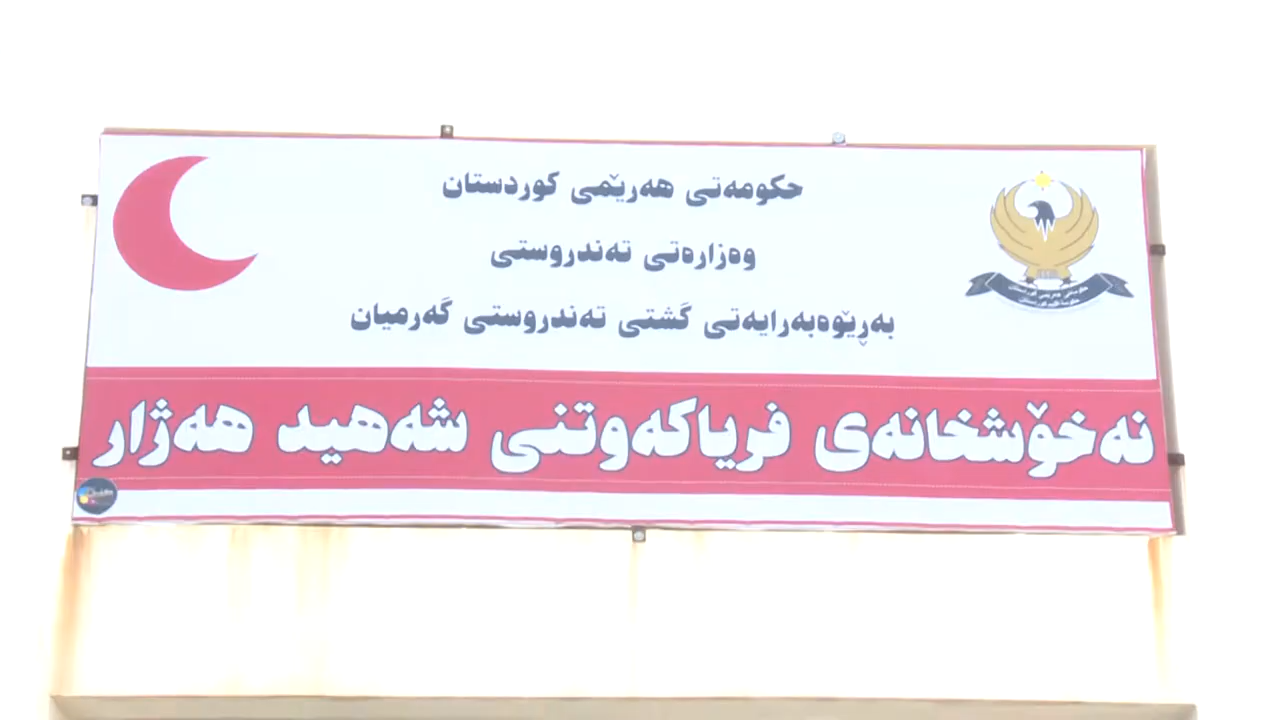 حکومەتی هەرێمی کوردستان
وەزارەتی تەندروستی
بەڕێوەبەرایەتی گشتی تەندروستی گەرمیان
نەخۆشخانەی فریاکەوتنی شەهید هەژار